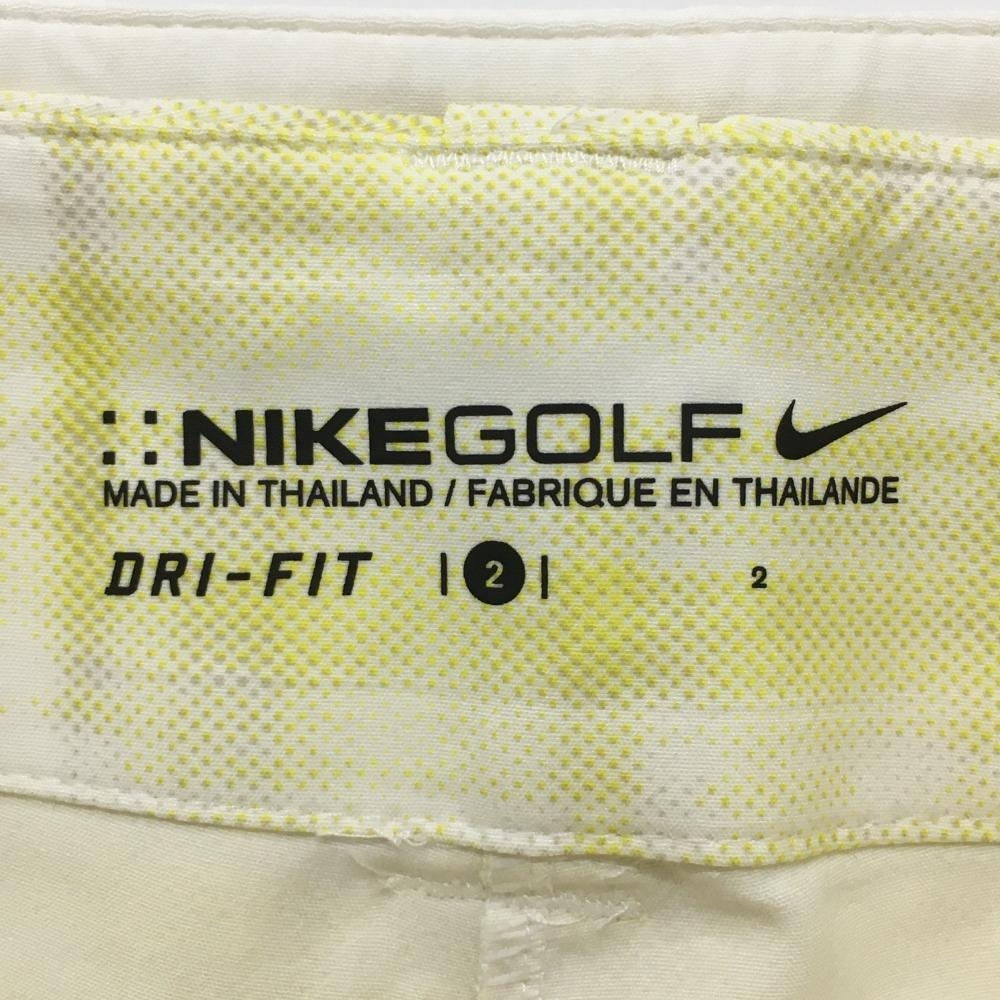 ::NIKEGOLF
MADE IN THAILAND / FABRIQUE EN THAILANDE
DRI-FIT | 2 | 2